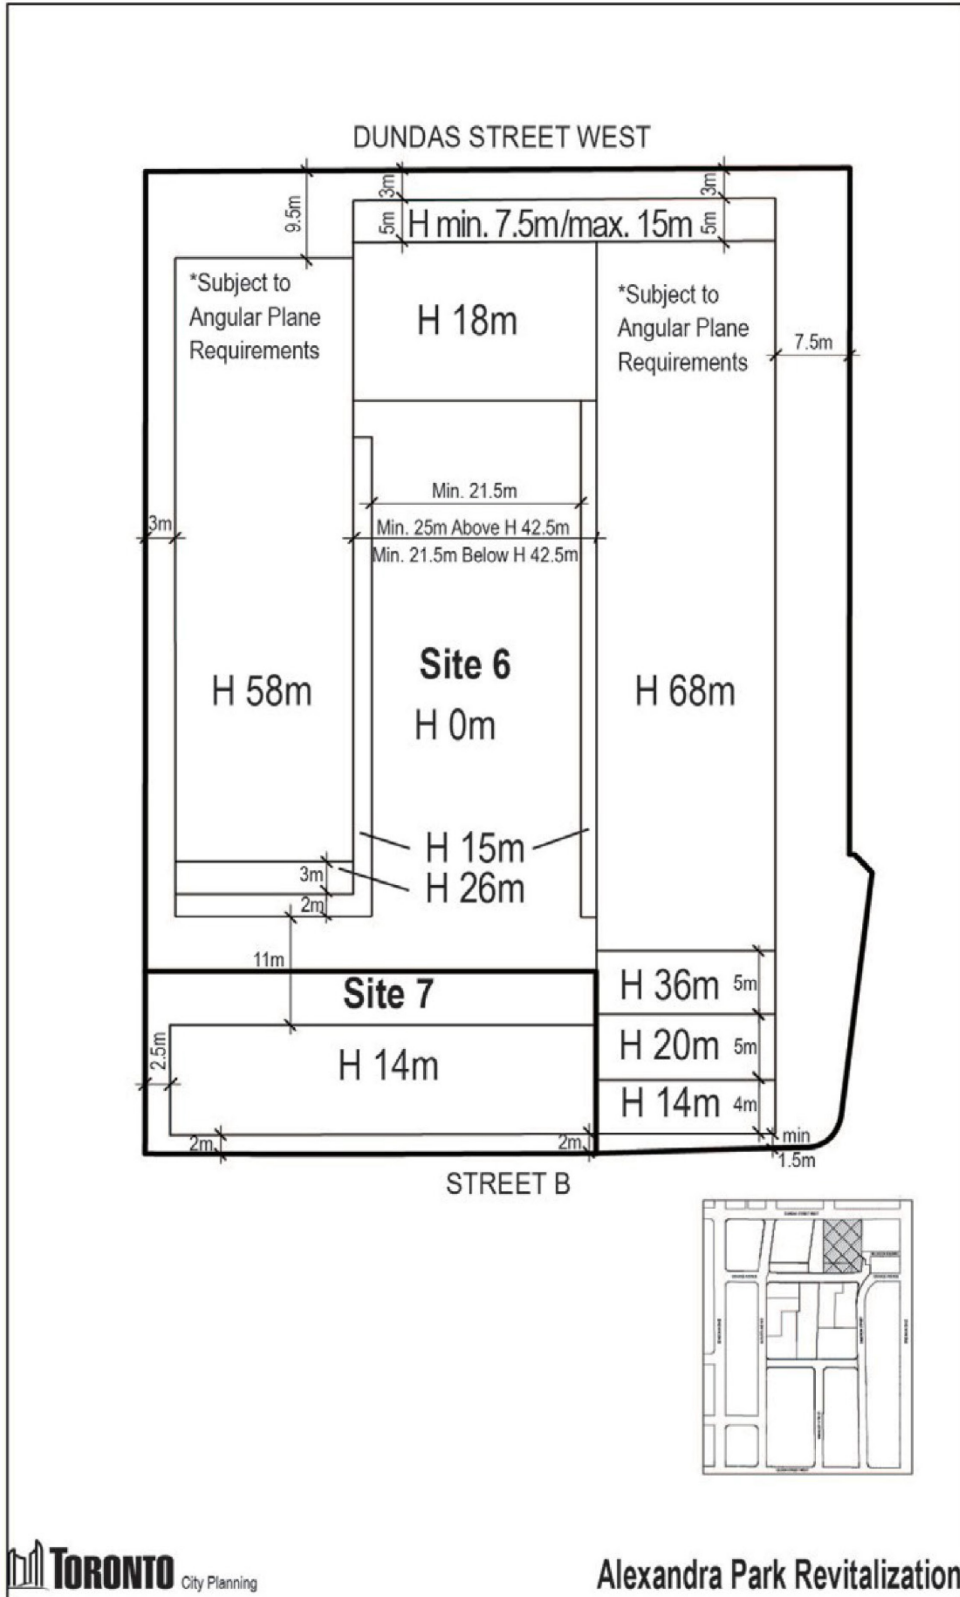 DUNDAS STREET WEST
9.5m
3m
3m
5m
H min. 7.5m/max. 15m
5m
*Subject to
Angular Plane
Requirements
H 18m
*Subject to
Angular Plane
Requirements
7.5m
Min. 21.5m
3m
Min. 25m Above H 42.5m
Min. 21.5m Below H 42.5m
Site 6
H 58m
H 0m
H 68m
H 15m
3m
H 26m
2m
11m
Site 7
H 36m
5m
2.5m
H 14m
H 20m
5m
H 14m
4m
2m
2m
min
1.5m
STREET B
TORONTO City Planning
Alexandra Park Revitalization